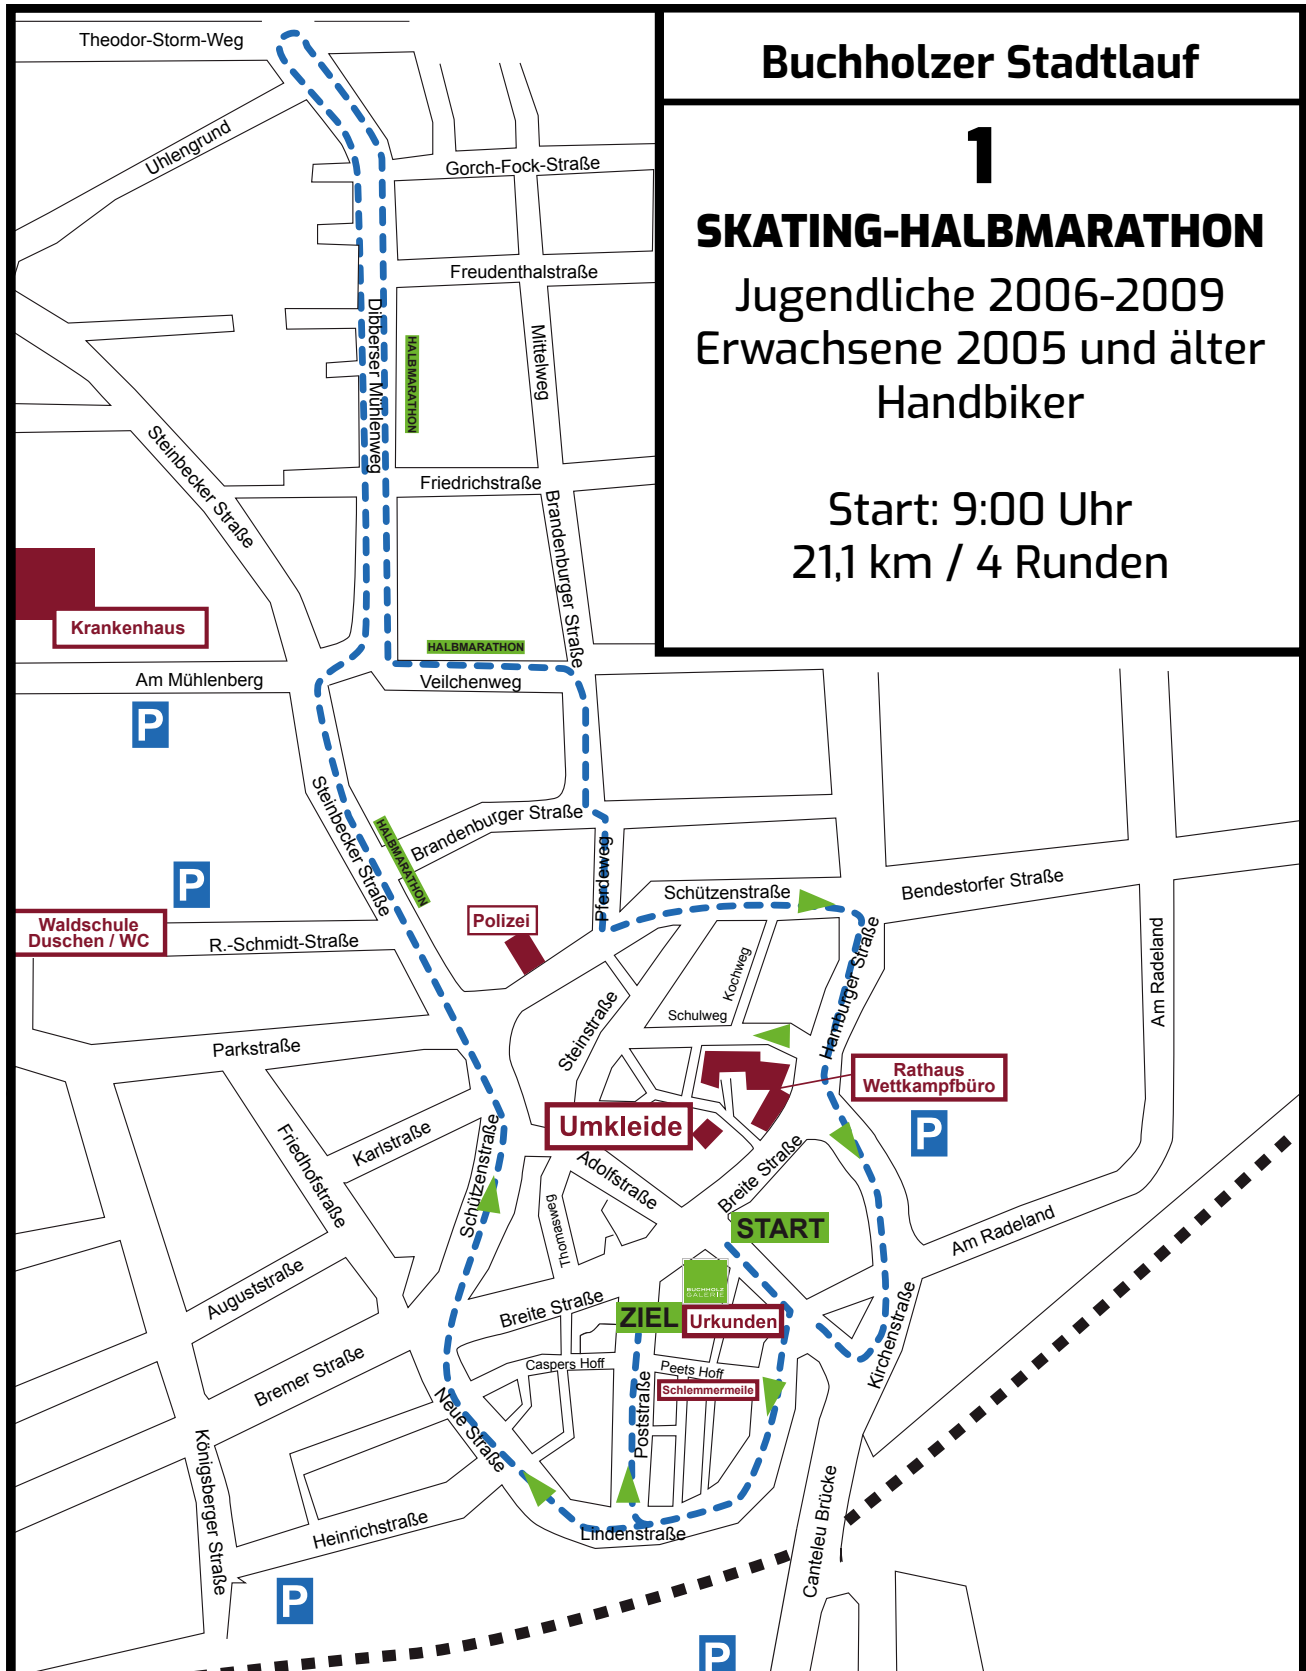 Buchholzer Stadtlauf
1
SKATING-HALBMARATHON
Jugendliche 2006-2009
Erwachsene 2005 und älter
Handbiker
Start: 9:00 Uhr
21,1 km / 4 Runden
Theodor-Storm-Weg
Uhlengrund
Gorch-Fock-Straße
Freudenthalstraße
Dibberser Mühlenweg
HALBMARATHON
Mittelweg
Steinbecker Straße
Friedrichstraße
Brandenburger Straße
Krankenhaus
HALBMARATHON
Am Mühlenberg
Veilchenweg
P
Steinbecker Straße
HALBMARATHON
Brandenburger Straße
Pferdeweg
P
Schützenstraße
Bendestorfer Straße
Waldschule
Duschen / WC
R.-Schmidt-Straße
Polizei
Kochweg
Hamburger Straße
Am Radeland
Steinstraße
Schulweg
Parkstraße
Rathaus
Wettkampfbüro
P
Umkleide
Friedhofstraße
Karlstraße
Schützenstraße
Adolfstraße
Breite Straße
Thomasweg
START
Am Radeland
Auguststraße
Breite Straße
BUCHHOLZ
GALERIE
ZIEL
Urkunden
Kirchenstraße
Bremer Straße
Caspers Hoff
Peets Hoff
Schlemmermeile
Neue Straße
Poststraße
Königsberger Straße
Heinrichstraße
Lindenstraße
Canteleu Brücke
P
P